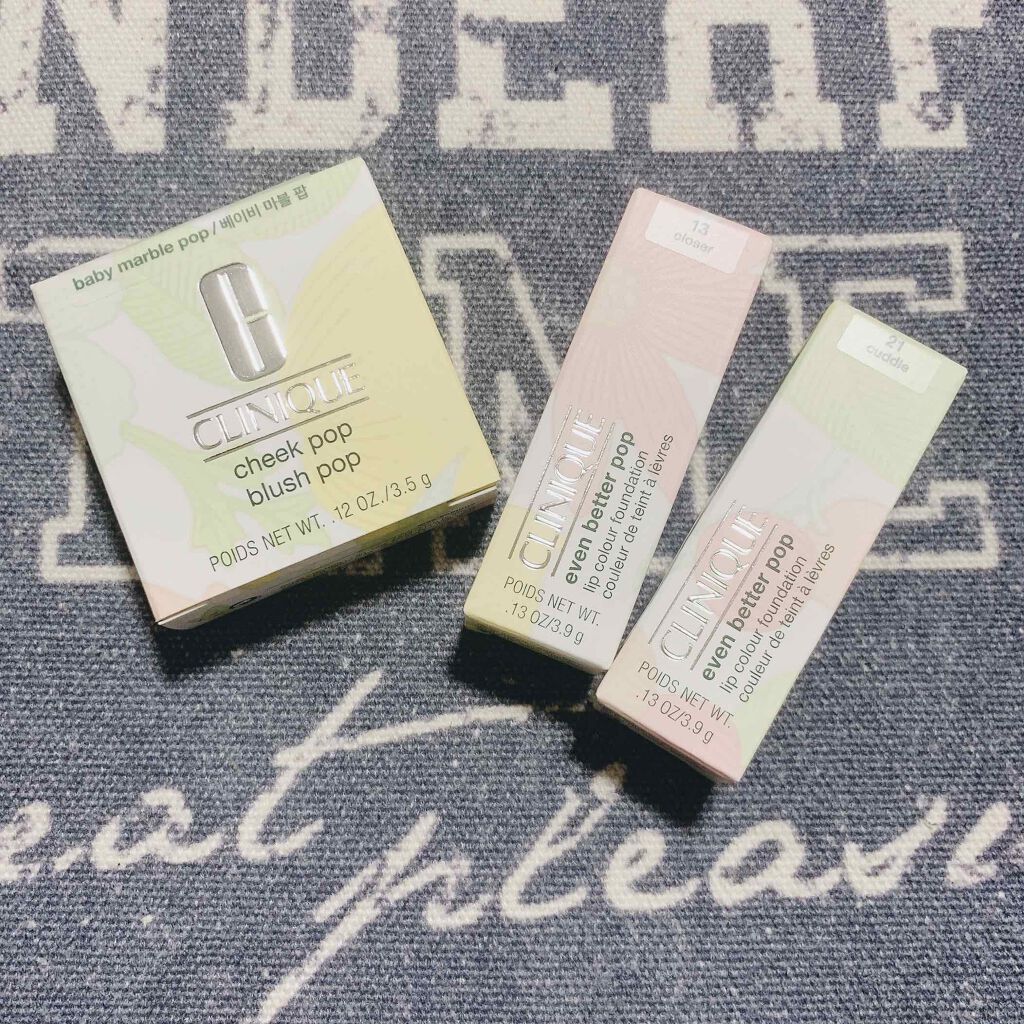 baby marble pop / 베이비 마블 팝
CLINIQUE
cheek pop
blush pop
POIDS NET WT. .12 OZ./3.5 g
13
closer
CLINIQUE
even better pop
lip colour foundation
couleur de teint à lèvres
POIDS NET WT.
.13 OZ/3.9 g
21
cuddle
CLINIQUE
even better pop
lip colour foundation
couleur de teint à lèvres
POIDS NET WT.
.13 OZ/3.9 g